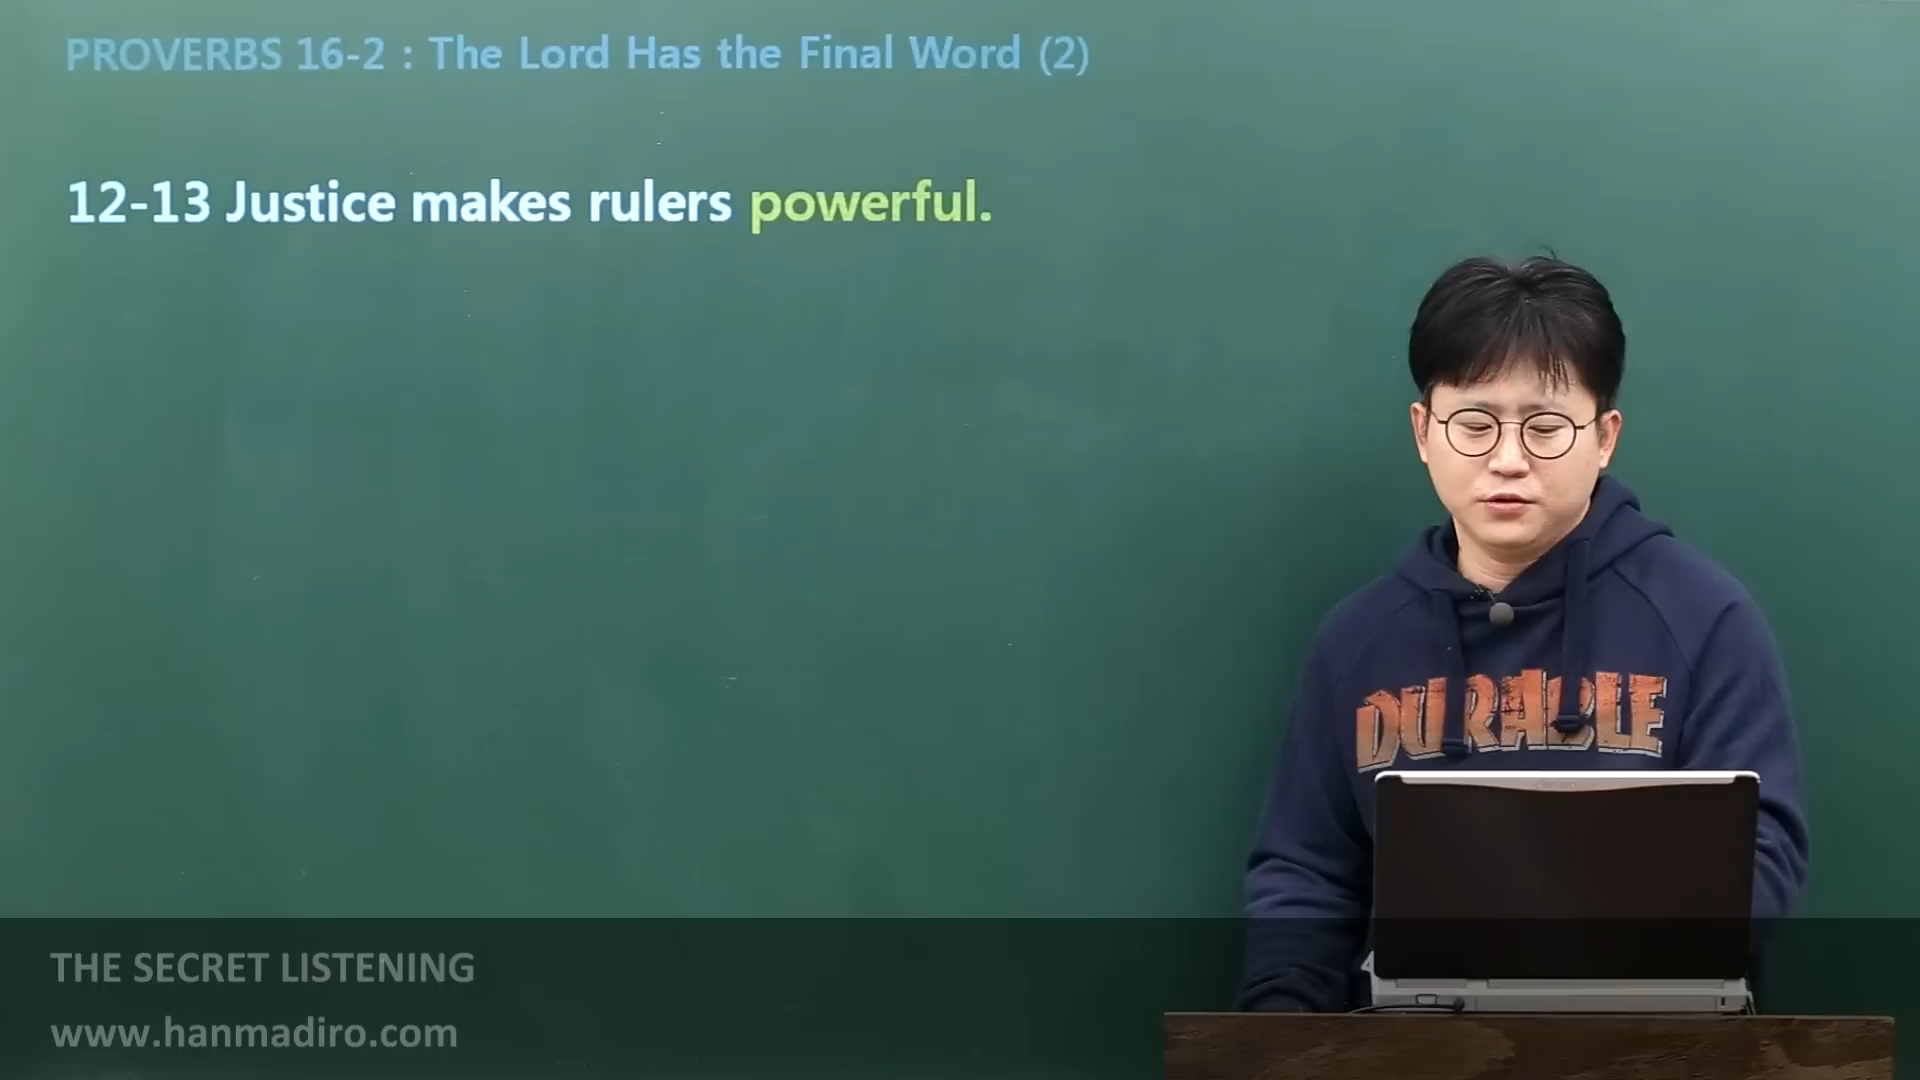 PROVERBS 16-2 : The Lord Has the Final Word (2)
12-13 Justice makes rulers powerful.
DURABLE
THE SECRET LISTENING
www.hanmadiro.com